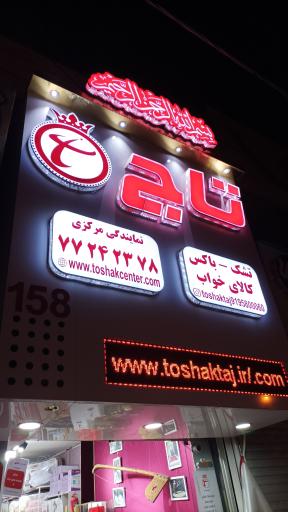 بسم الله الرحمن الرحیم
تاج
نمایندگی مرکزی
۷۷۲۴۲۳۷۸
www.toshakcenter.com
تشک - باکس
کالای خواب
158
www.toshaktaj.ir/.com